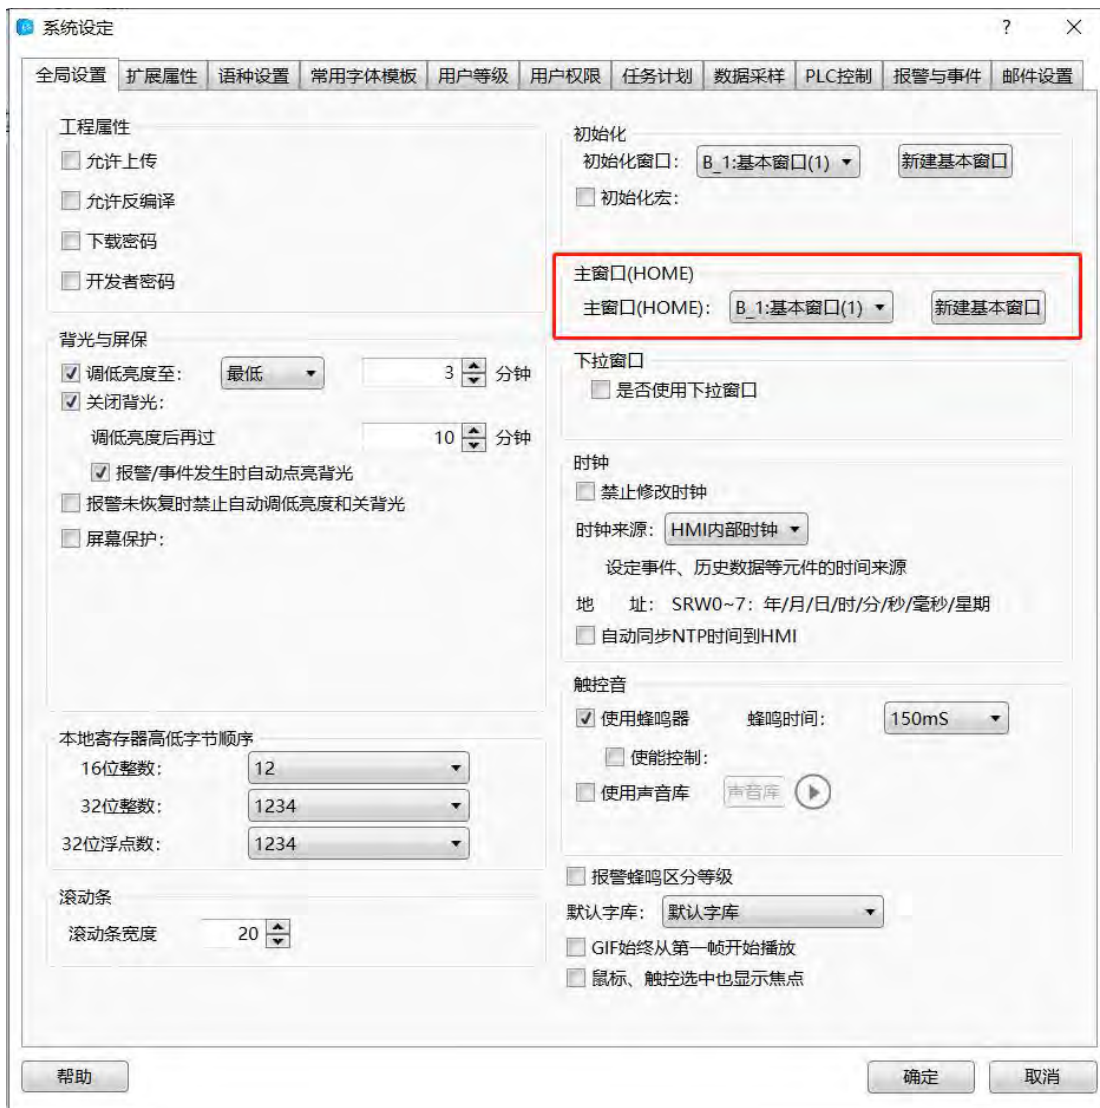 系统设定
?
全局设置 扩展属性 语种设置 常用字体模板 用户等级 用户权限 任务计划 数据采样 PLC控制 报警与事件 邮件设置
工程属性
允许上传
允许反编译
下载密码
开发者密码
背光与屏保
调低亮度至: 最低 3 分钟
关闭背光:
调低亮度后再过 10 分钟
报警/事件发生时自动点亮背光
报警未恢复时禁止自动调低亮度和关背光
屏幕保护:
本地寄存器高低字节顺序
16位整数: 12
32位整数: 1234
32位浮点数: 1234
滚动条
滚动条宽度 20
初始化
初始化窗口: B_1:基本窗口(1) 新建基本窗口
初始化宏:
主窗口(HOME)
主窗口(HOME): B_1:基本窗口(1) 新建基本窗口
下拉窗口
是否使用下拉窗口
时钟
禁止修改时钟
时钟来源: HMI内部时钟
设定事件、历史数据等元件的时间来源
地 址: SRW0~7: 年/月/日/时/分/秒/毫秒/星期
自动同步NTP时间到HMI
触控音
使用蜂鸣器 蜂鸣时间: 150mS
使能控制:
使用声音库 声音库
报警蜂鸣区分等级
默认字库: 默认字库
GIF始终从第一帧开始播放
鼠标、触控选中也显示焦点
帮助 确定 取消